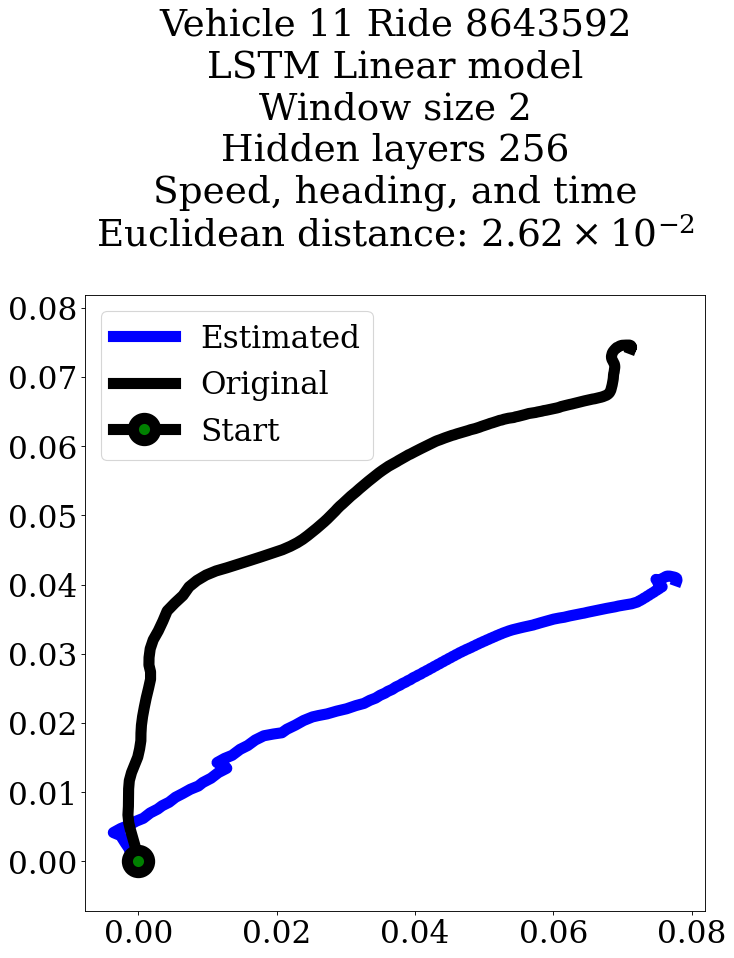 Vehicle 11 Ride 8643592
LSTM Linear model
Window size 2
Hidden layers 256
Speed, heading, and time
Euclidean distance: 2.62 × 10⁻²
0.08
0.07
0.06
0.05
0.04
0.03
0.02
0.01
0.00
Estimated
Original
Start
0.00 0.02 0.04 0.06 0.08